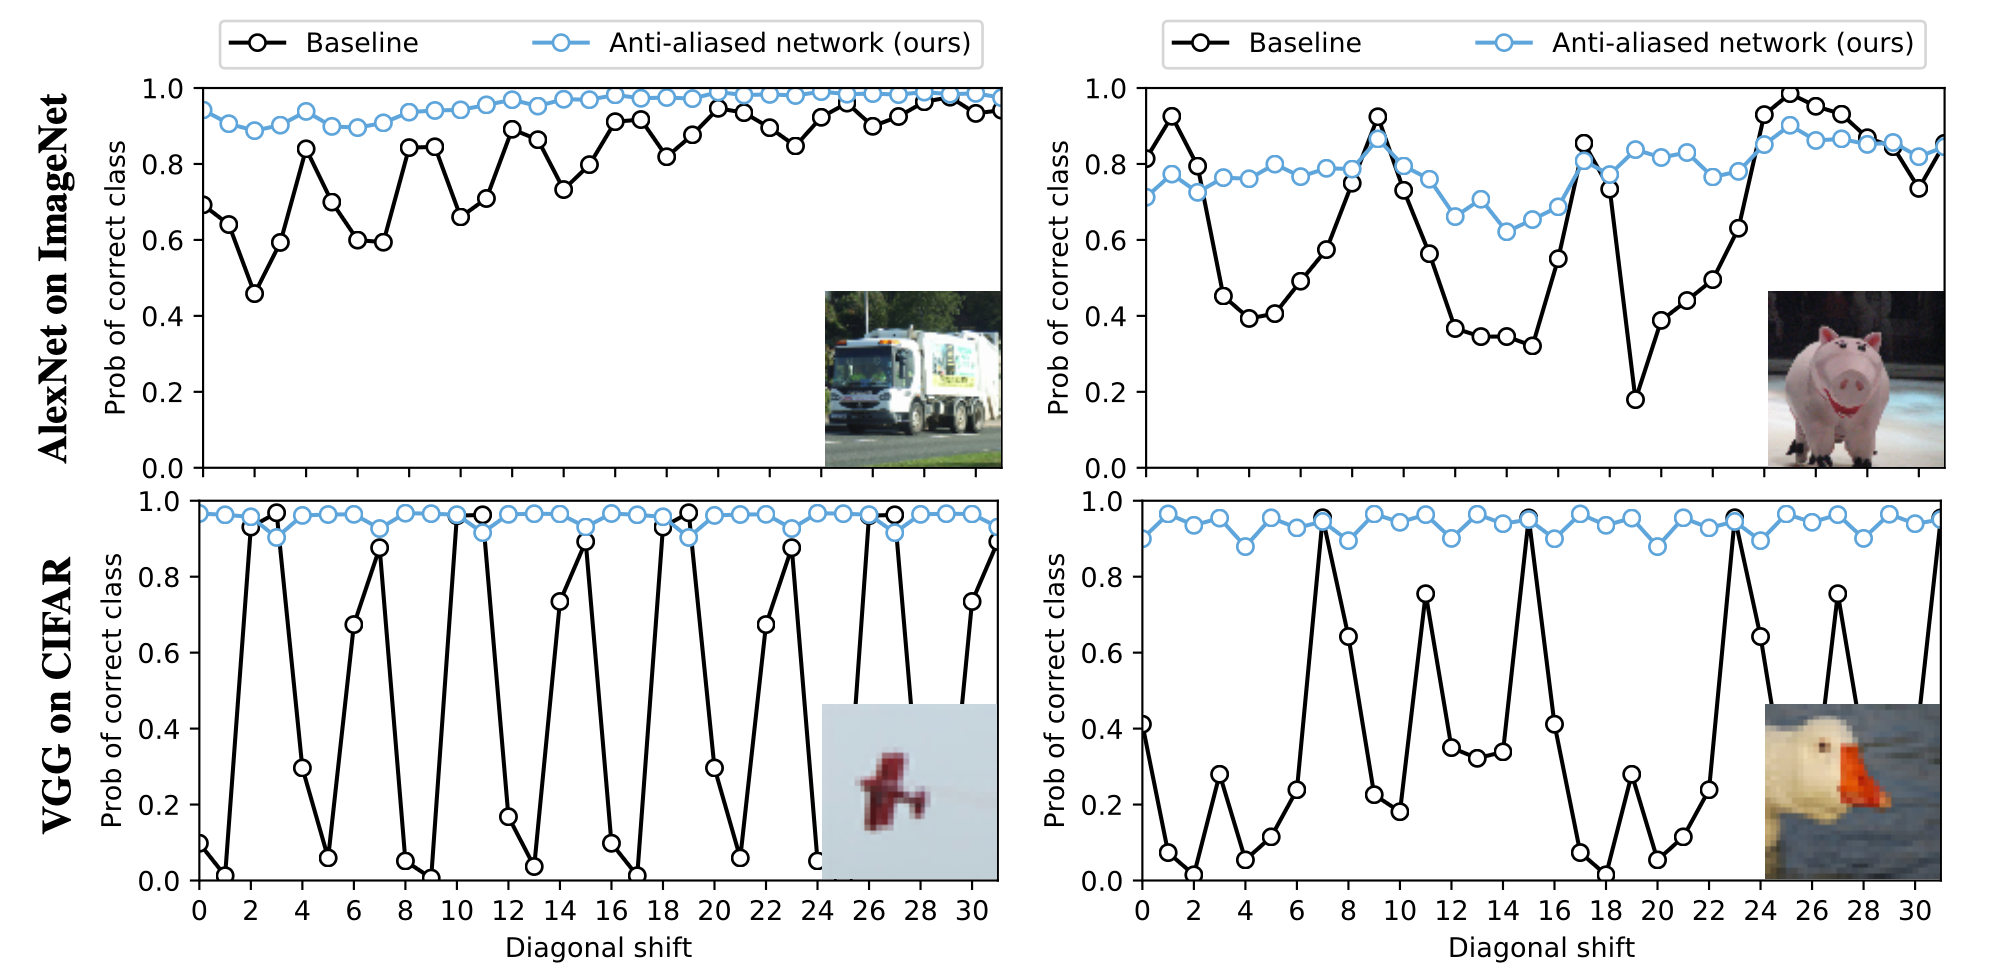 Baseline Anti-aliased network (ours)
Baseline Anti-aliased network (ours)
AlexNet on ImageNet
Prob of correct class
1.0
0.8
0.6
0.4
0.2
0.0
Prob of correct class
1.0
0.8
0.6
0.4
0.2
0.0
VGG on CIFAR
Prob of correct class
1.0
0.8
0.6
0.4
0.2
0.0
0 2 4 6 8 10 12 14 16 18 20 22 24 26 28 30
Diagonal shift
Prob of correct class
1.0
0.8
0.6
0.4
0.2
0.0
0 2 4 6 8 10 12 14 16 18 20 22 24 26 28 30
Diagonal shift